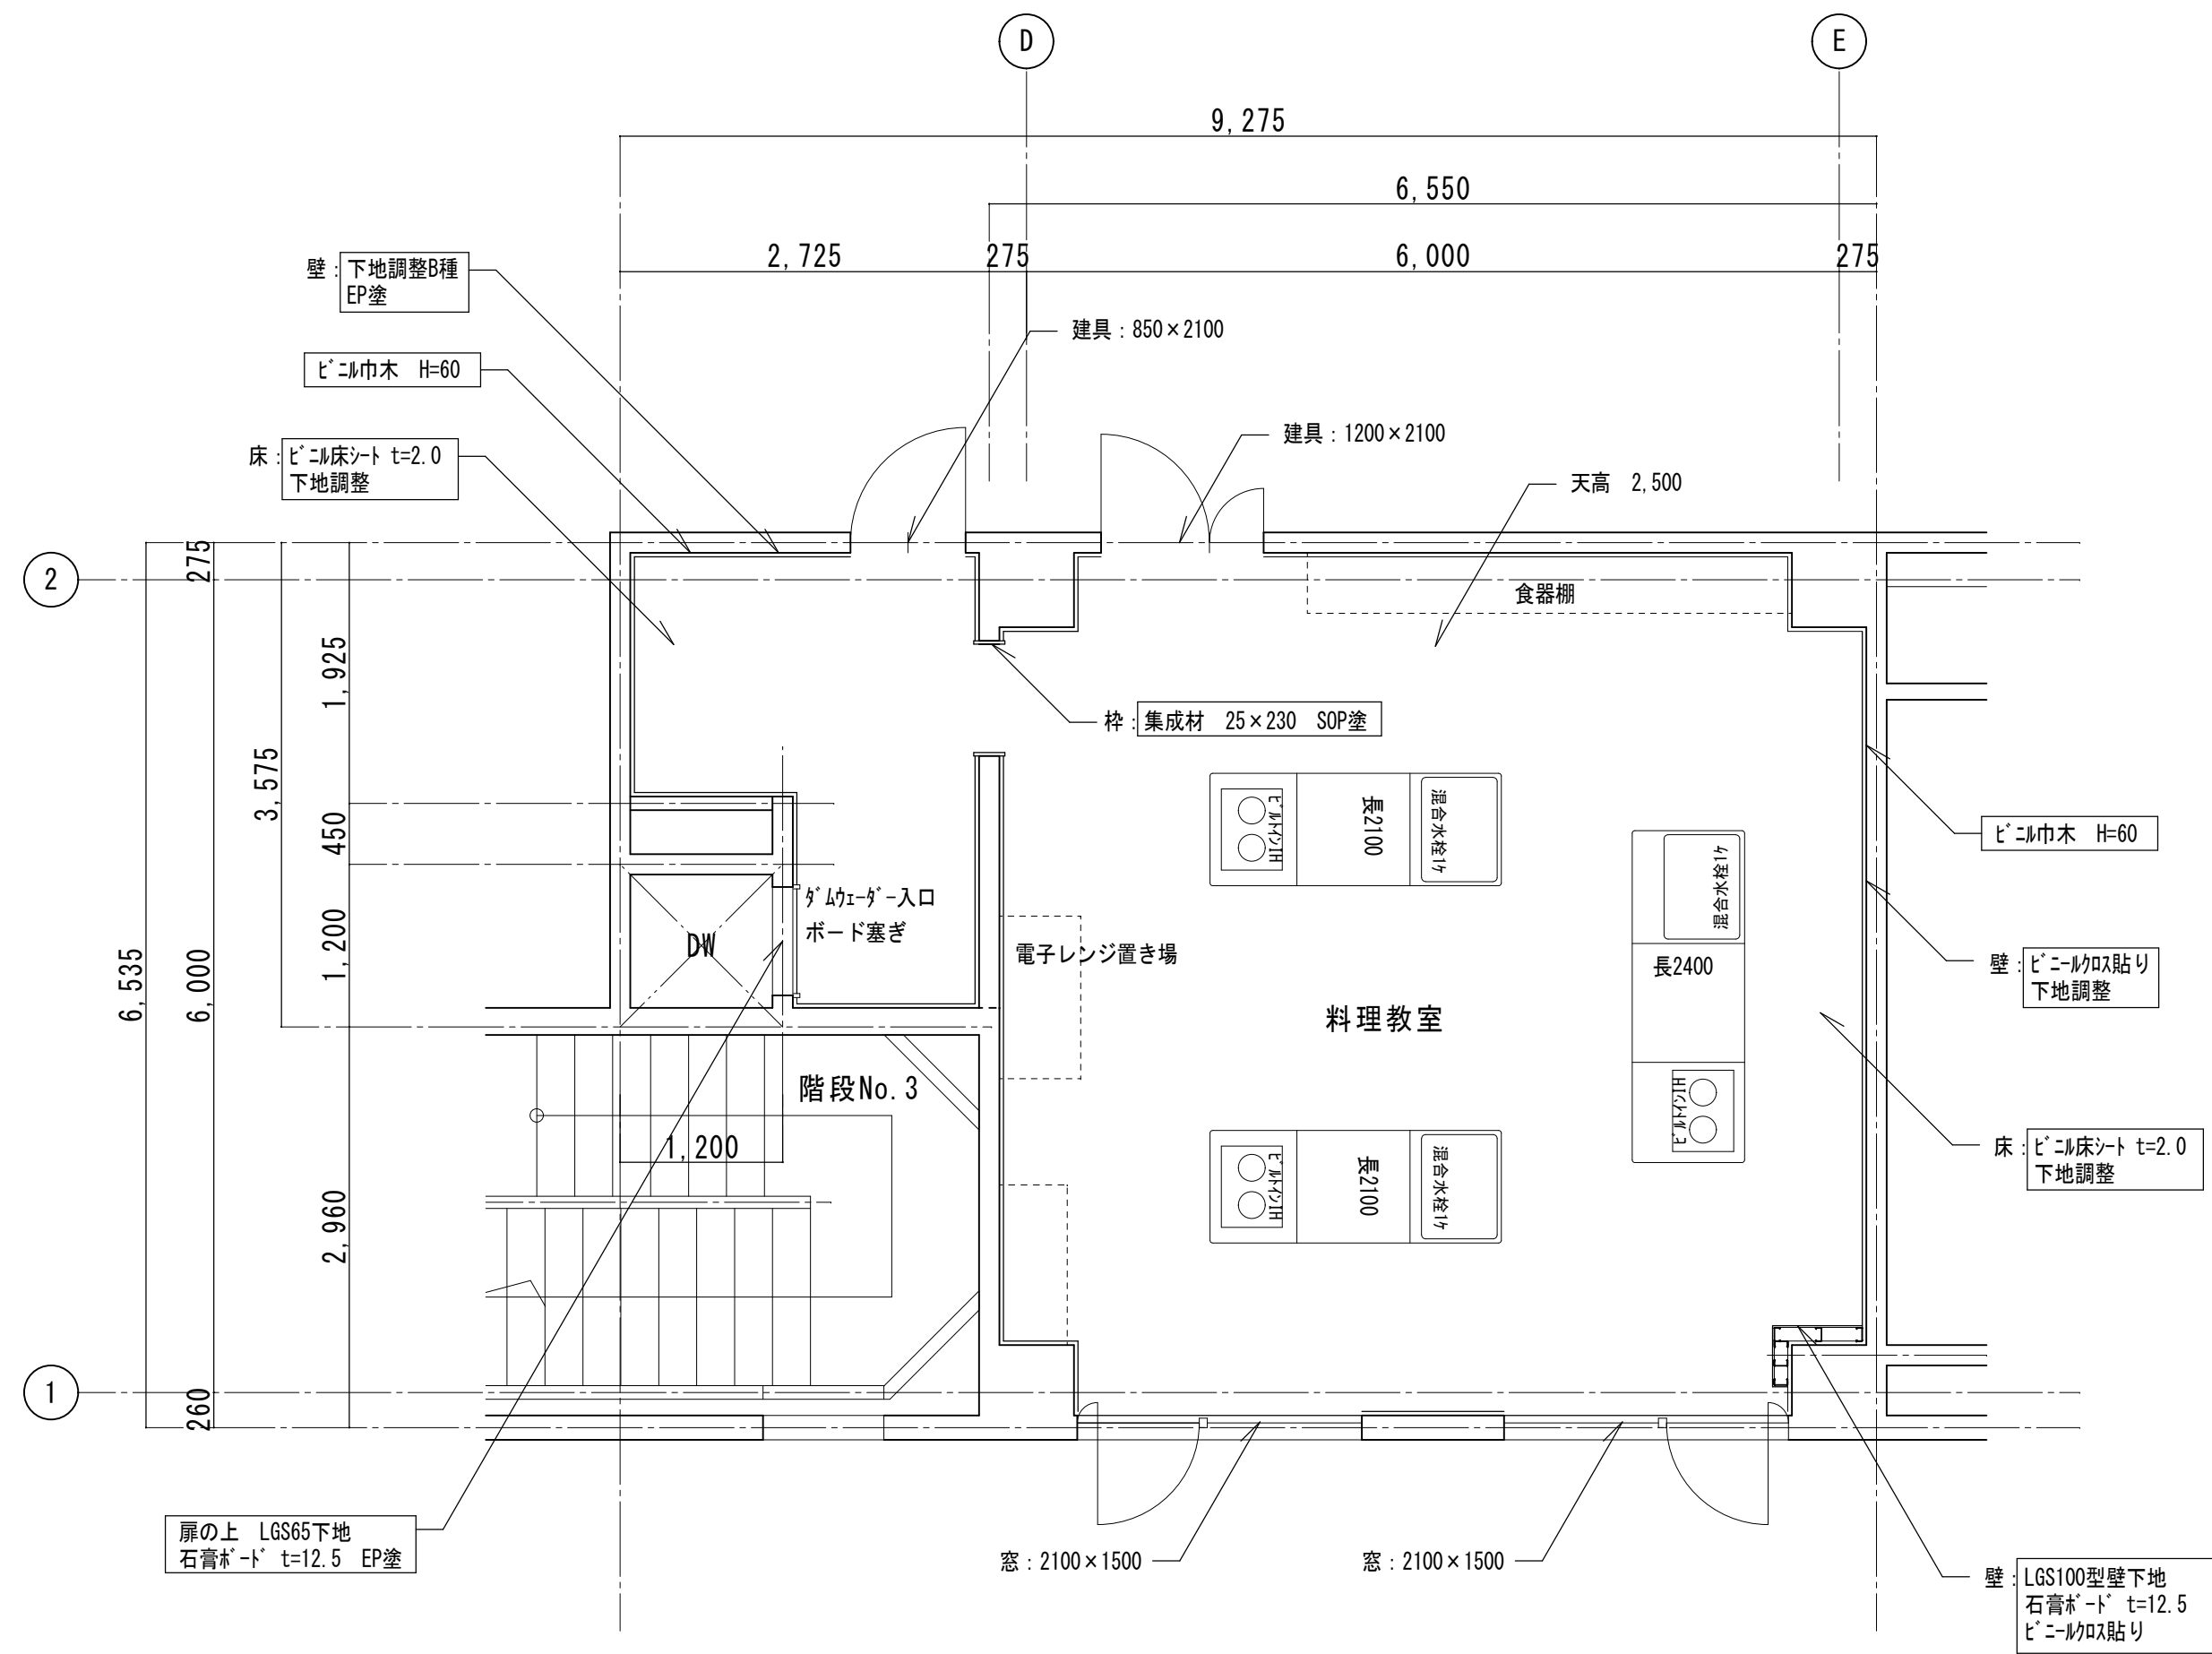 D
E
9,275
6,550
2,725
275
6,000
275
壁:
下地調整B種
EP塗
建具:850×2100
ﾋﾞﾆﾙ巾木 H=60
建具:1200×2100
床:
ﾋﾞﾆﾙ床ｼｰﾄ t=2.0
下地調整
天高 2,500
2
275
食器棚
1,925
枠:
集成材 25×230 SOP塗
3,575
450
ﾋﾞﾙﾄｲﾝIH
長2100
混合水栓1ケ
ﾋﾞﾆﾙ巾木 H=60
混合水栓1ケ
ﾀﾞﾑｳｪｰﾀﾞｰ入口
ボード塞ぎ
1,200
DW
電子レンジ置き場
長2400
壁:
ﾋﾞﾆｰﾙｸﾛｽ貼り
下地調整
6,535
6,000
料理教室
階段No.3
ﾋﾞﾙﾄｲﾝIH
1,200
床:
ﾋﾞﾆﾙ床ｼｰﾄ t=2.0
下地調整
2,960
ﾋﾞﾙﾄｲﾝIH
長2100
混合水栓1ケ
1
260
扉の上 LGS65下地
石膏ﾎﾞｰﾄﾞ t=12.5 EP塗
窓:2100×1500
窓:2100×1500
壁:
LGS100型壁下地
石膏ﾎﾞｰﾄﾞ t=12.5
ﾋﾞﾆｰﾙｸﾛｽ貼り